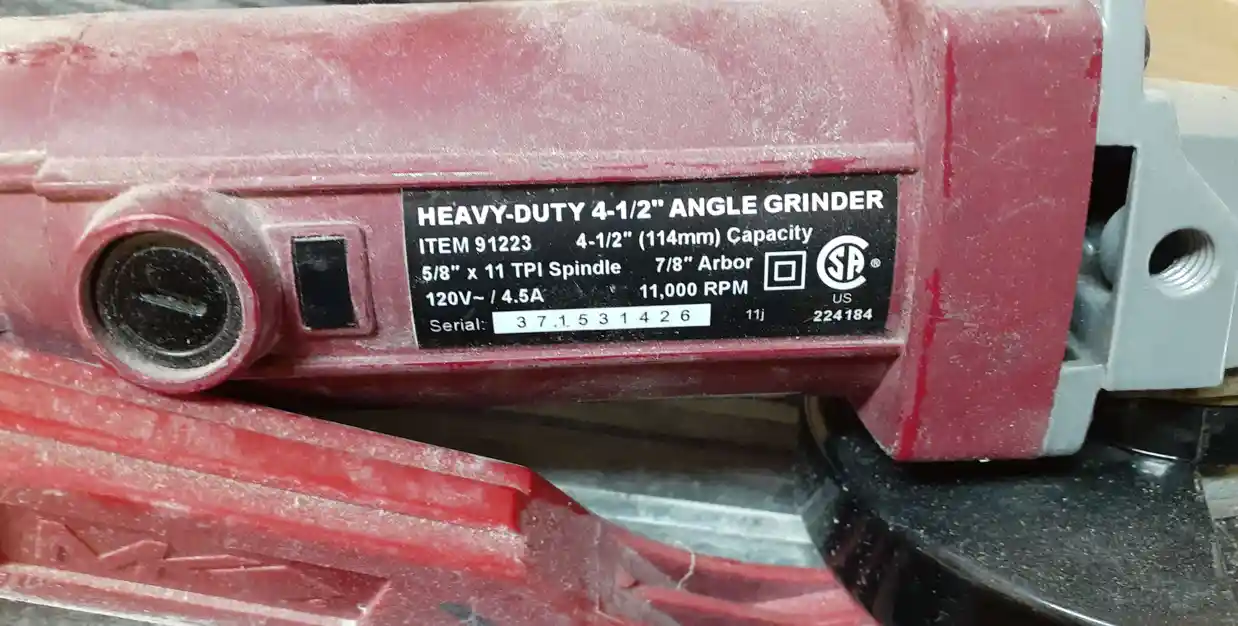 HEAVY-DUTY 4-1/2" ANGLE GRINDER
ITEM 91223 4-1/2" (114mm) Capacity
5/8" x 11 TPI Spindle 7/8" Arbor
120V~ / 4.5A 11,000 RPM
SA ®
US
Serial: 371531426 11j 224184